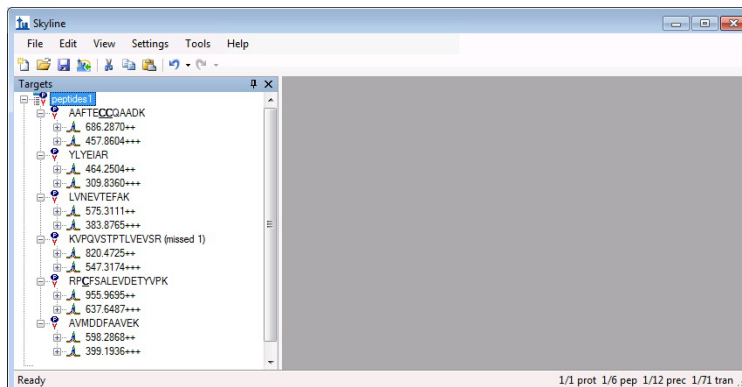 Skyline
File Edit View Settings Tools Help
Targets
peptides1
AAFTECCQAADK
686.2870++
457.8604+++
YLYEIAR
464.2504++
309.8360+++
LVNEVTEFAK
575.3111++
383.8765+++
KVPQVSTPTLVEVSR (missed 1)
820.4725++
547.3174+++
RPCFSALEVDETYVPK
955.9695++
637.6487+++
AVMDDFAAVEK
598.2868++
399.1936+++
Ready 1/1 prot 1/6 pep 1/12 prec 1/71 tran